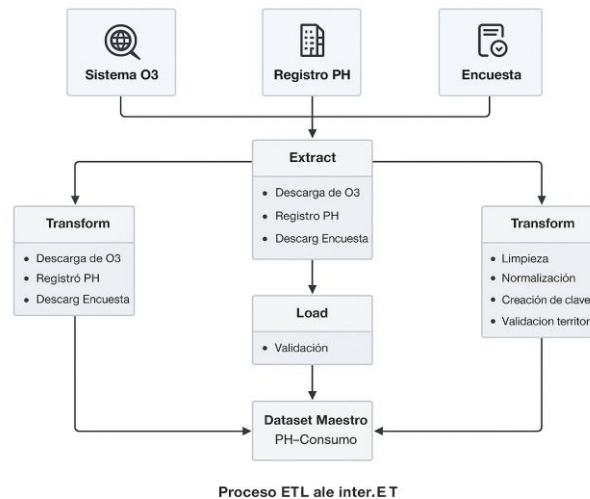 Sistema O3
Registro PH
Encuesta
Extract
• Descarga de O3
• Registro PH
• Descarg Encuesta
Transform
• Descarga de O3
• Registró PH
• Descarg Encuesta
Transform
• Limpieza
• Normalización
• Creación de clave
• Validacion territor
Load
• Validación
Dataset Maestro
PH–Consumo
Proceso ETL ale inter.ET